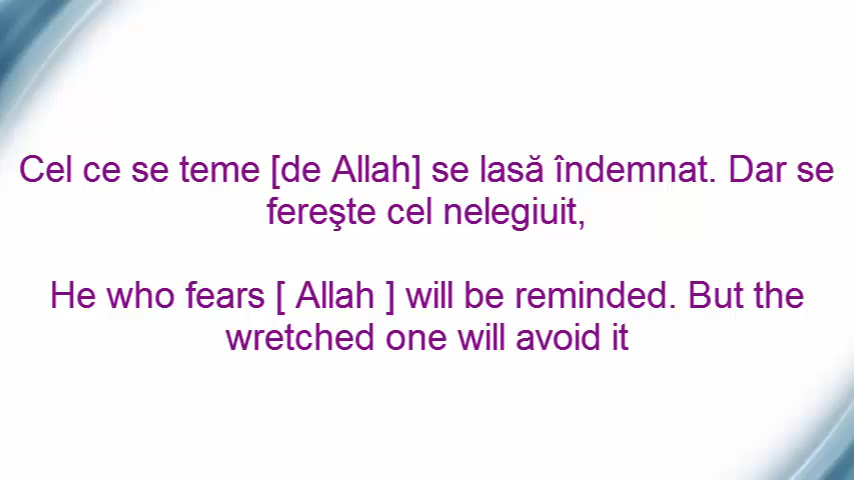 Cel ce se teme [de Allah] se lasă îndemnat. Dar se
fereşte cel nelegiuit,
He who fears [ Allah ] will be reminded. But the
wretched one will avoid it